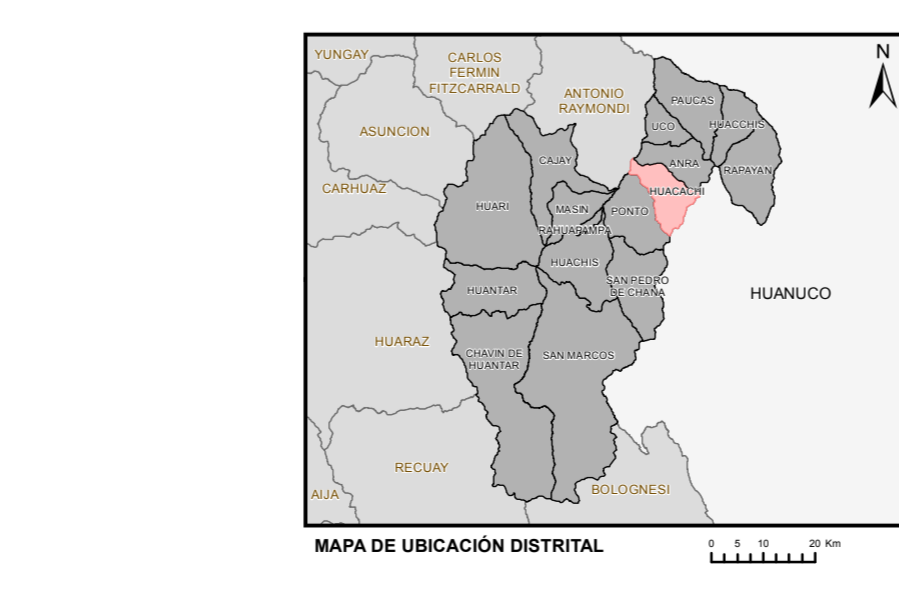 YUNGAY
CARLOS
FERMIN
FITZCARRALD
N
ANTONIO
RAYMONDI
PAUCAS
UCO
HUACCHIS
ASUNCION
CAJAY
ANRA
RAPAYAN
CARHUAZ
HUACACHI
HUARI
MASIN
PONTO
RAHUAPAMPA
HUACHIS
SAN PEDRO
DE CHANA
HUANTAR
HUANUCO
HUARAZ
CHAVIN DE
HUANTAR
SAN MARCOS
RECUAY
AIJA
BOLOGNESI
MAPA DE UBICACIÓN DISTRITAL
0 5 10 20 Km